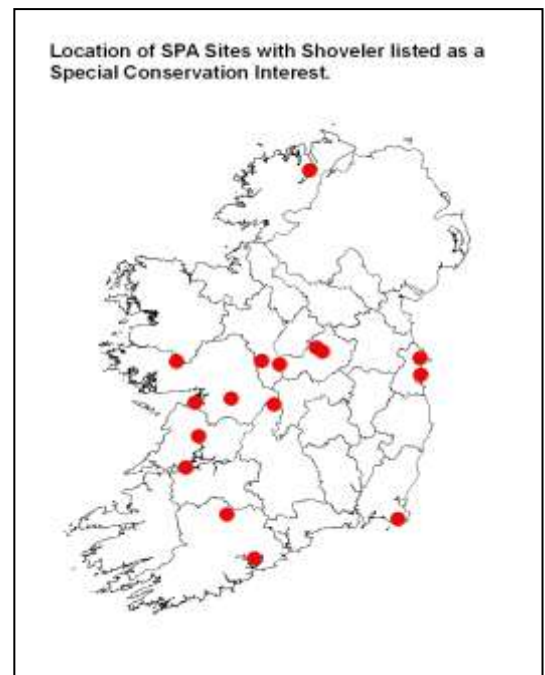 Location of SPA Sites with Shoveler listed as a
Special Conservation Interest.